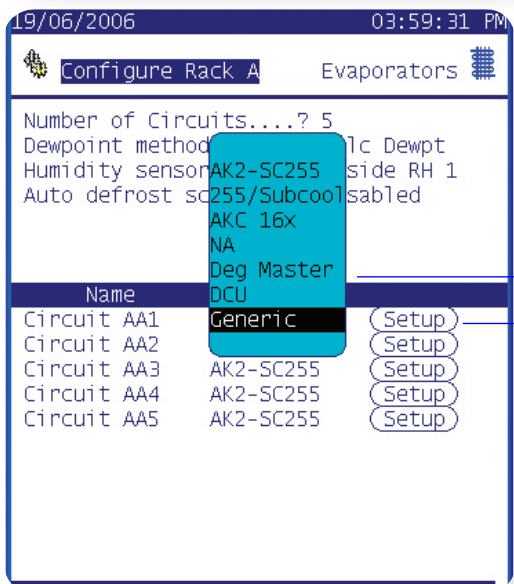 19/06/2006 03:59:31 PM
Configure Rack A Evaporators
Number of Circuits....? 5
Dewpoint method lc Dewpt
Humidity sensor side RH 1
Auto defrost sc sabled
AK2-SC255
255/Subcool
AKC 16x
NA
Deg Master
DCU
Generic
Name
Circuit AA1 (Setup)
Circuit AA2 (Setup)
Circuit AA3 AK2-SC255 (Setup)
Circuit AA4 AK2-SC255 (Setup)
Circuit AA5 AK2-SC255 (Setup)